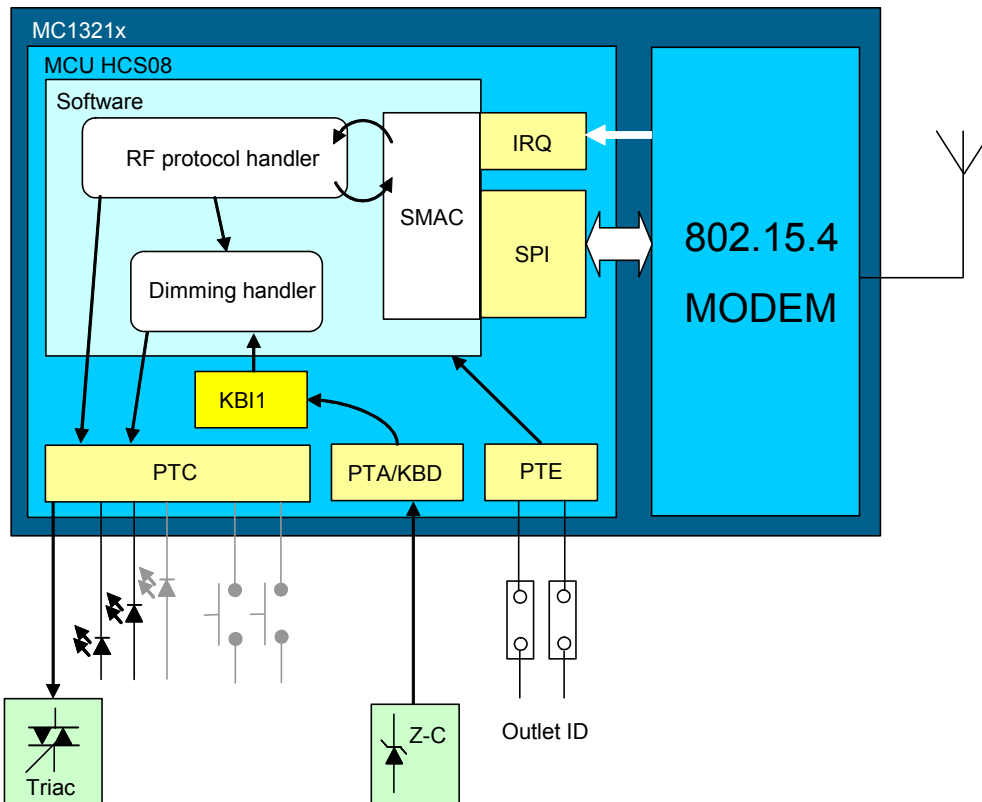 MC1321x
MCU HCS08
Software
RF protocol handler
IRQ
SMAC
802.15.4
MODEM
SPI
Dimming handler
KBI1
PTC
PTA/KBD
PTE
Outlet ID
Z-C
Triac